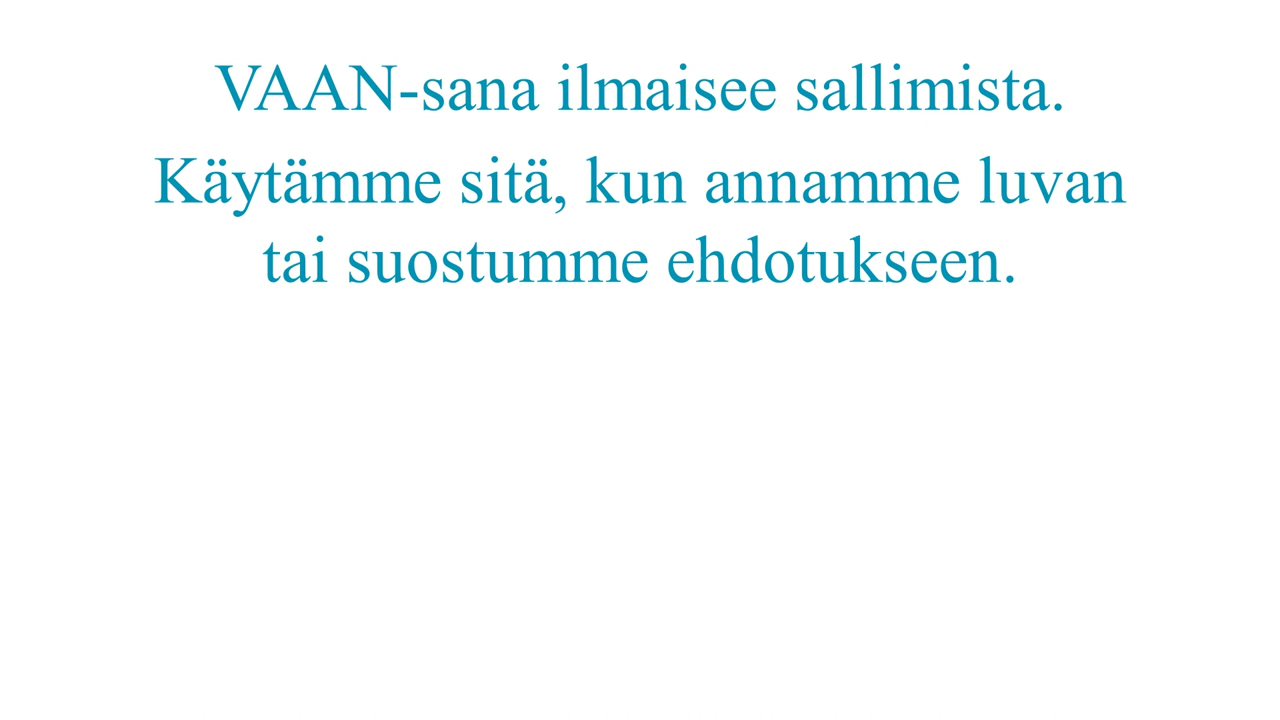 VAAN-sana ilmaisee sallimista.
Käytämme sitä, kun annamme luvan
tai suostumme ehdotukseen.